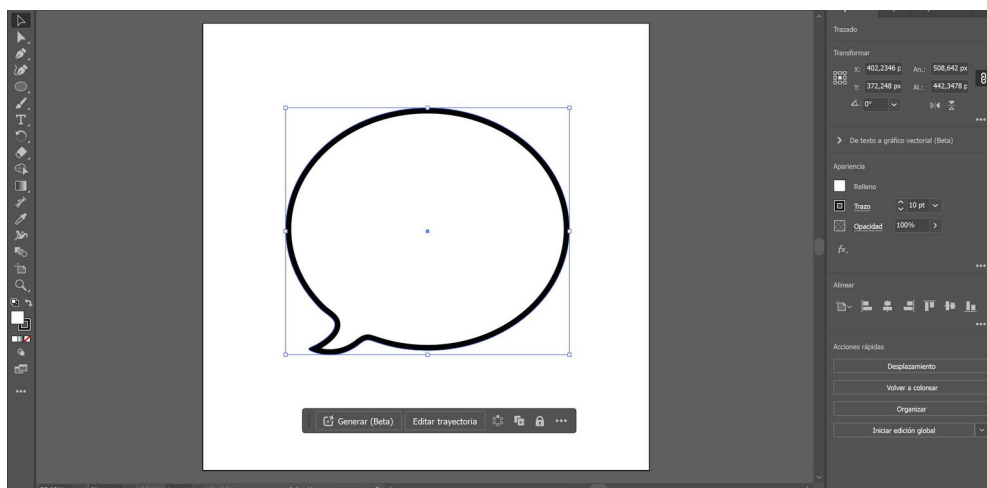 Trazado
Transformar
X: 402,2346 p An.: 508,642 px
Y: 372,248 px Al.: 442,3478 p
0°
De texto a gráfico vectorial (Beta)
Apariencia
Relleno
Trazo 10 pt
Opacidad 100%
fx.
Alinear
Acciones rápidas
Desplazamiento
Volver a colorear
Organizar
Iniciar edición global
Generar (Beta) Editar trayectoria